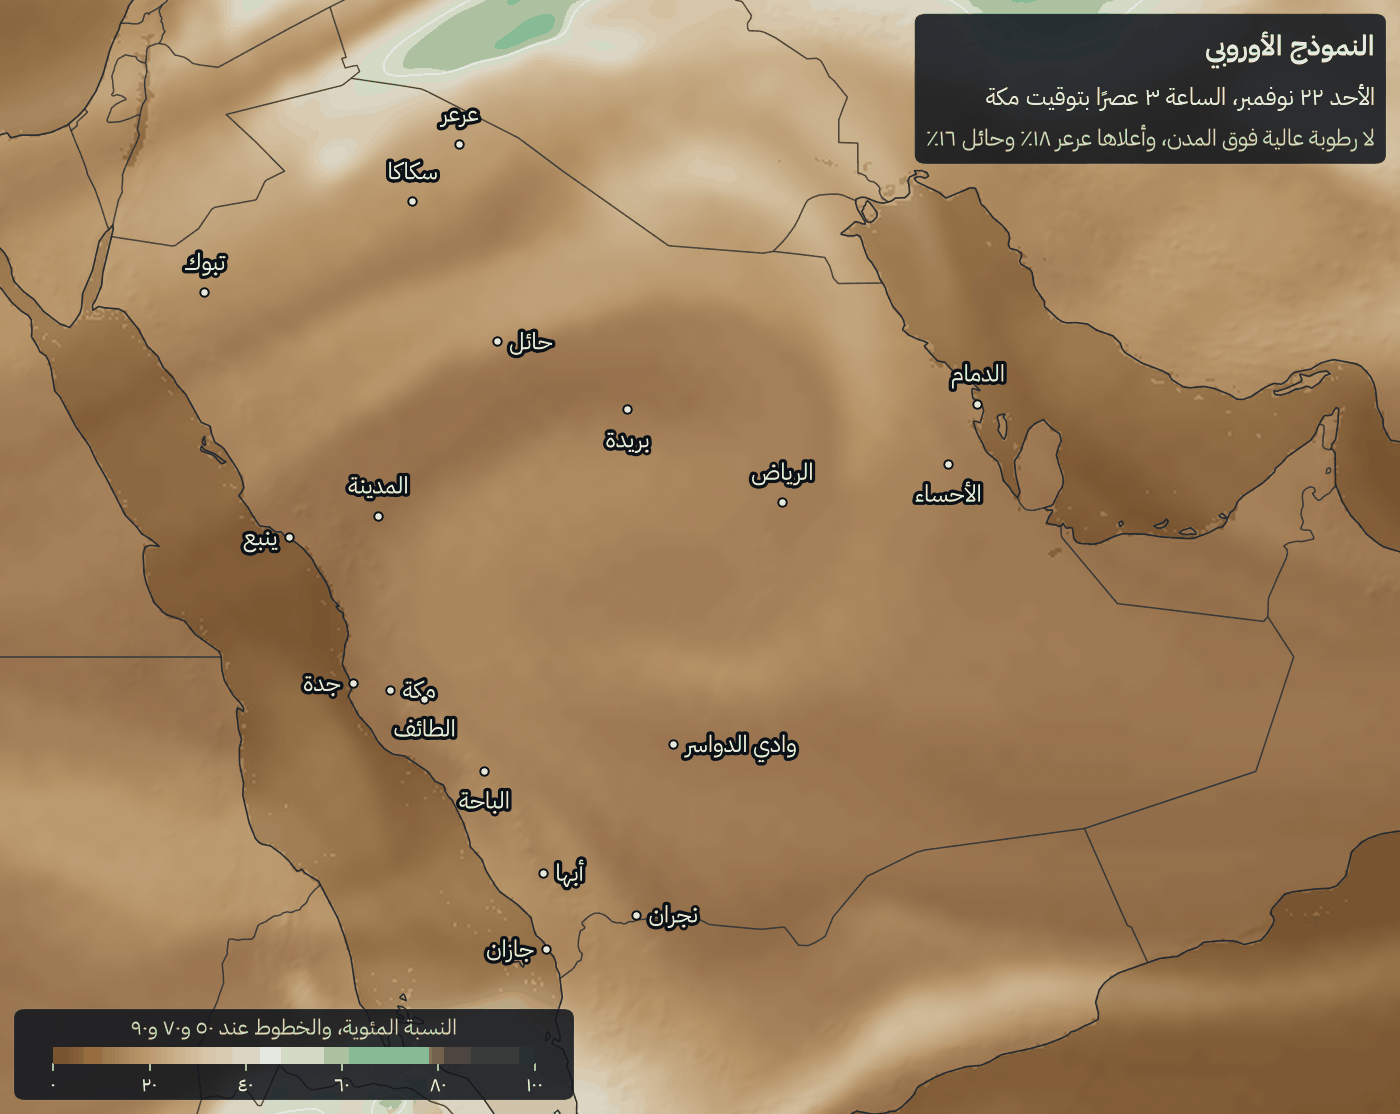 النموذج الأوروبي
الأحد ٢٢ نوفمبر، الساعة ٣ عصرًا بتوقيت مكة
لا رطوبة عالية فوق المدن، وأعلاها عرعر ١٨٪ وحائل ١٦٪
عرعر
سكاكا
تبوك
حائل
الدمام
بريدة
الرياض
المدينة
الأحساء
ينبع
جدة
مكة
الطائف
وادي الدواسر
الباحة
أبها
نجران
جازان
النسبة المئوية، والخطوط عند ٥٠ و٧٠ و٩٠
٠ ٢٠ ٤٠ ٦٠ ٨٠ ١٠٠